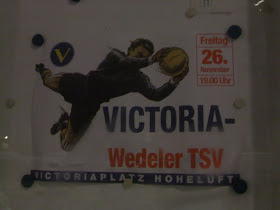 V
Freitag
26.
November
19.00 Uhr
VICTORIA-
Wedeler TSV
VICTORIAPLATZ HOHELUFT